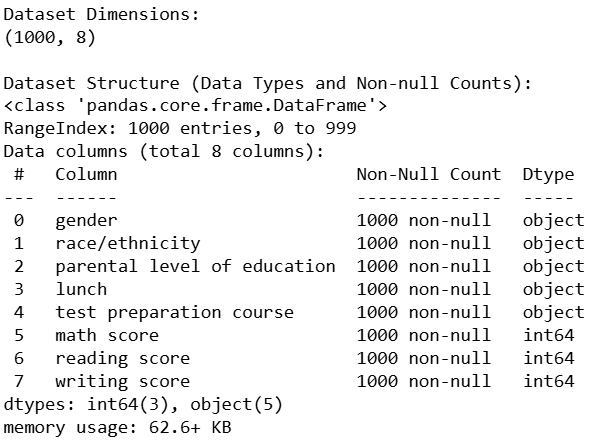 Dataset Dimensions:
(1000, 8)
Dataset Structure (Data Types and Non-null Counts):
<class 'pandas.core.frame.DataFrame'>
RangeIndex: 1000 entries, 0 to 999
Data columns (total 8 columns):
 #   Column                       Non-Null Count  Dtype
---  ------                       --------------  -----
 0   gender                       1000 non-null   object
 1   race/ethnicity               1000 non-null   object
 2   parental level of education  1000 non-null   object
 3   lunch                        1000 non-null   object
 4   test preparation course      1000 non-null   object
 5   math score                   1000 non-null   int64
 6   reading score                1000 non-null   int64
 7   writing score                1000 non-null   int64
dtypes: int64(3), object(5)
memory usage: 62.6+ KB